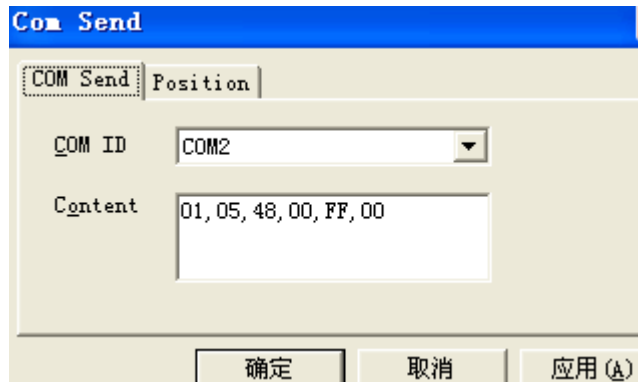 Com Send
COM Send Position
COM ID COM2
Content 01,05,48,00,FF,00
确定 取消 应用(A)